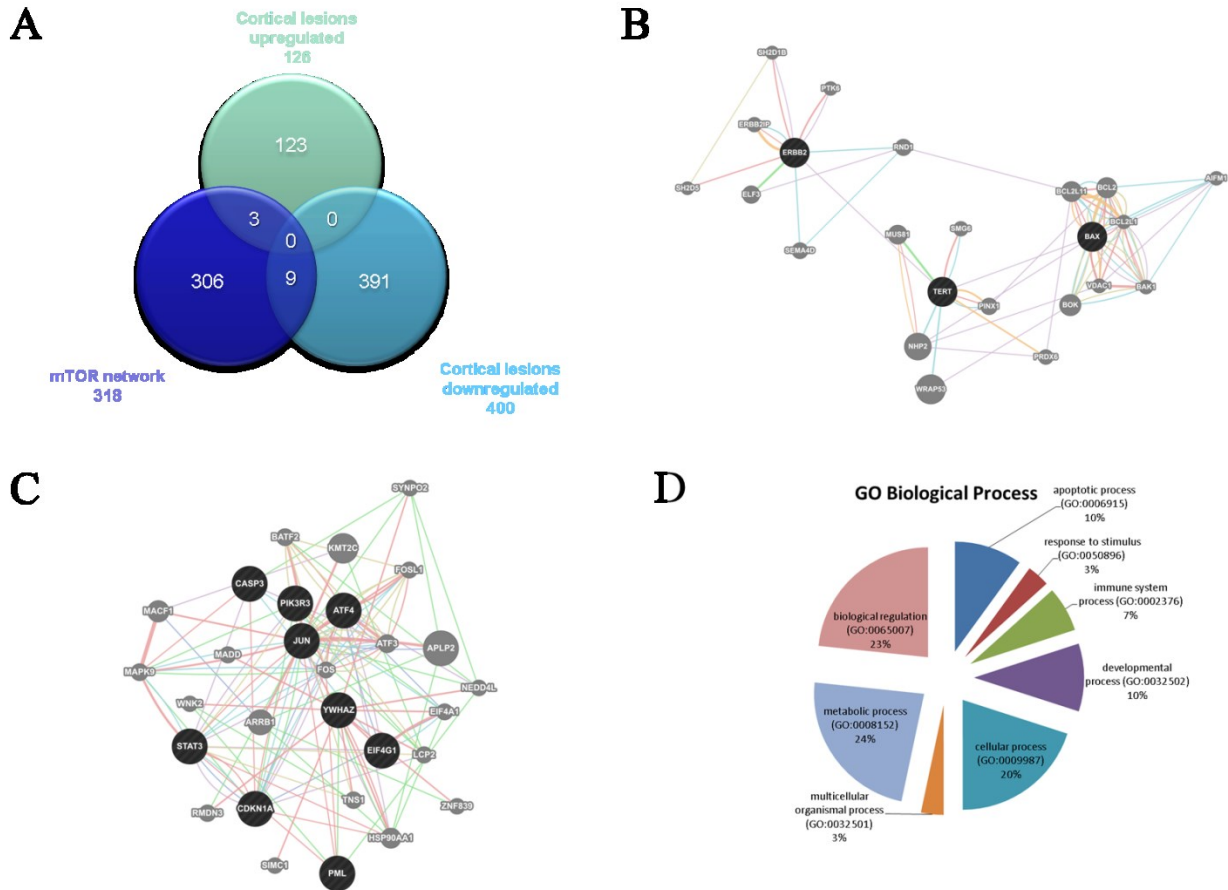 A
Cortical lesions
upregulated
126
123
3
0
0
306
9
391
mTOR network
318
Cortical lesions
downregulated
400
B
SH2D1B
PTK6
ERBB2IP
ERBB2
RND1
SH2D5
ELF3
SEMA4D
BCL2L11
BCL2
AIFM1
BCL2L1
BAX
MUS81
SMG6
TERT
PINX1
VDAC1
BAK1
BOK
NHP2
PRDX6
WRAP53
C
SYNPO2
BATF2
KMT2C
FOSL1
CASP3
PIK3R3
ATF4
MACF1
JUN
ATF3
APLP2
MADD
FOS
MAPK9
NEDD4L
WNK2
YWHAZ
EIF4A1
ARRB1
STAT3
EIF4G1
LCP2
TNS1
ZNF839
RMDN3
CDKN1A
HSP90AA1
SIMC1
PML
D
GO Biological Process
apoptotic process
(GO:0006915)
10%
response to stimulus
(GO:0050896)
3%
immune system
process (GO:0002376)
7%
developmental
process (GO:0032502)
10%
cellular process
(GO:0009987)
20%
multicellular
organismal process
(GO:0032501)
3%
metabolic process
(GO:0008152)
24%
biological regulation
(GO:0065007)
23%